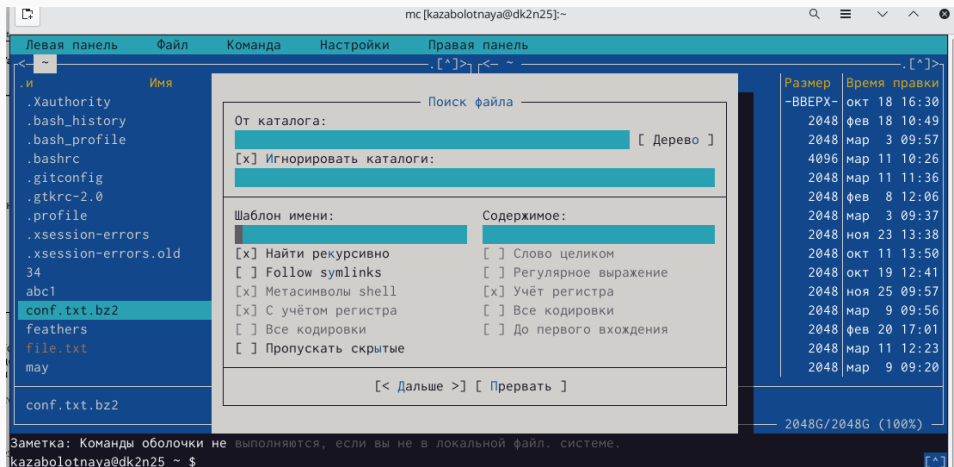 mc [kazabolotnaya@dk2n25]:~
Левая панель Файл Команда Настройки Правая панель
<— ~ .[^]> <— ~ .[^]>
.и Имя Размер Время правки
.Xauthority -ВВЕРХ- окт 18 16:30
.bash_history 2048 фев 18 10:49
.bash_profile 2048 мар 3 09:57
.bashrc 4096 мар 11 10:26
.gitconfig 2048 мар 11 11:36
.gtkrc-2.0 2048 фев 8 12:06
.profile 2048 мар 3 09:37
.xsession-errors 2048 ноя 23 13:38
.xsession-errors.old 2048 окт 11 13:50
34 2048 окт 19 12:41
abc1 2048 ноя 25 09:57
conf.txt.bz2 2048 мар 9 09:56
feathers 2048 фев 20 17:01
file.txt 2048 мар 11 12:23
may 2048 мар 9 09:20
conf.txt.bz2
2048G/2048G (100%)
Поиск файла
От каталога:
[ Дерево ]
[x] Игнорировать каталоги:
Шаблон имени: Содержимое:
[x] Найти рекурсивно [ ] Слово целиком
[ ] Follow symlinks [ ] Регулярное выражение
[x] Метасимволы shell [x] Учёт регистра
[x] С учётом регистра [ ] Все кодировки
[ ] Все кодировки [ ] До первого вхождения
[ ] Пропускать скрытые
[< Дальше >] [ Прервать ]
Заметка: Команды оболочки не выполняются, если вы не в локальной файл. системе.
kazabolotnaya@dk2n25 ~ $ [^]